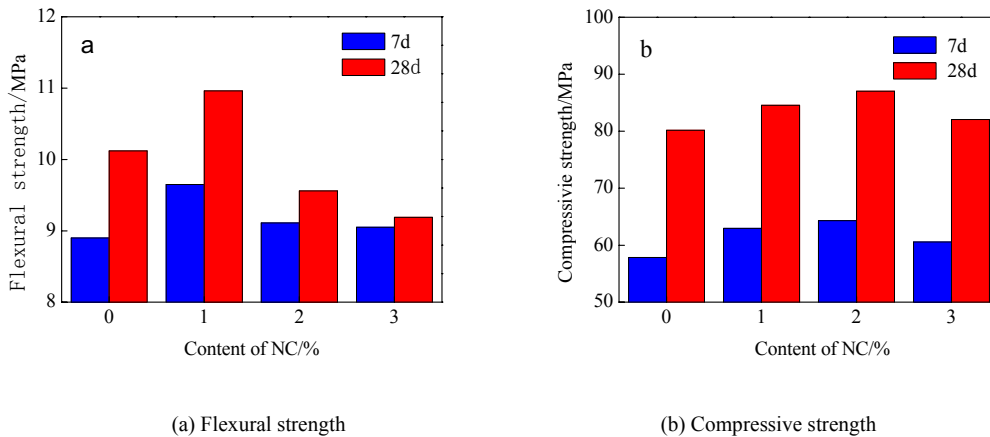 a
7d
28d
Flexural strength/MPa
12
11
10
9
8
0 1 2 3
Content of NC/%
(a) Flexural strength
b
7d
28d
Compressivie strength/MPa
100
90
80
70
60
50
0 1 2 3
Content of NC/%
(b) Compressive strength